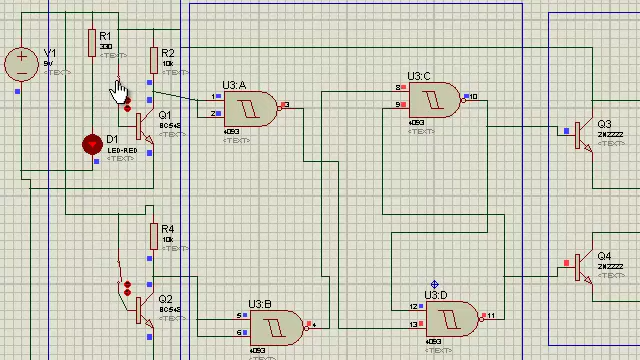 V1
9V
<TEXT>
R1
330
<TEXT>
R2
10k
<TEXT>
Q1
BC548
<TEXT>
D1
LED-RED
<TEXT>
U3:A
1
2
3
4093
<TEXT>
U3:C
8
9
10
4093
<TEXT>
Q3
2N2222
<TEXT>
R4
10k
<TEXT>
Q2
BC548
<TEXT>
U3:B
5
6
4
4093
<TEXT>
U3:D
12
13
11
4093
<TEXT>
Q4
2N2222
<TEXT>